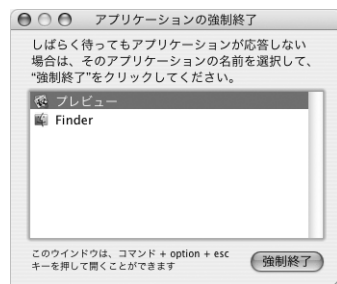 アプリケーションの強制終了
しばらく待ってもアプリケーションが応答しない
場合は、そのアプリケーションの名前を選択して、
“強制終了”をクリックしてください。
プレビュー
Finder
このウインドウは、コマンド + option + esc
キーを押して開くことができます
強制終了